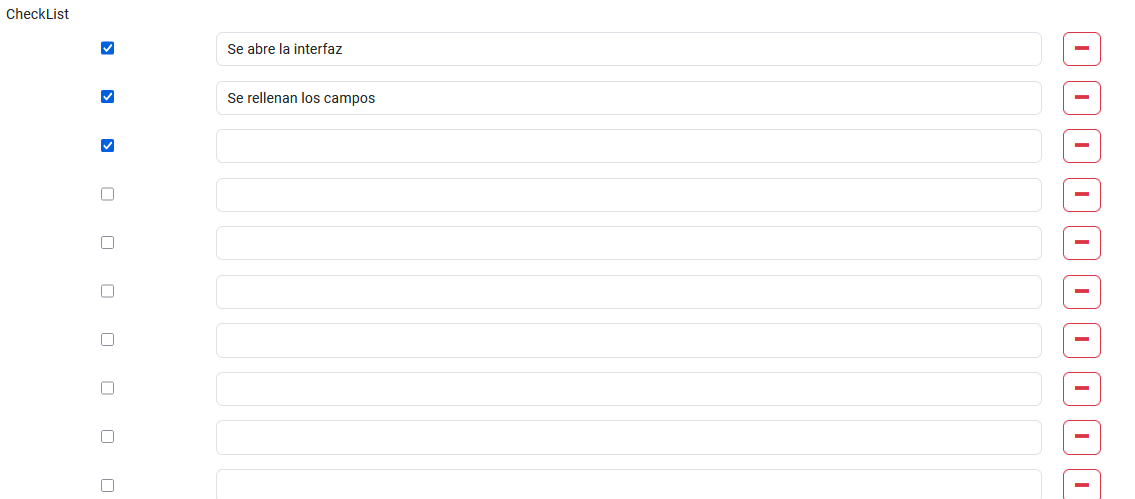 CheckList
Se abre la interfaz
Se rellenan los campos